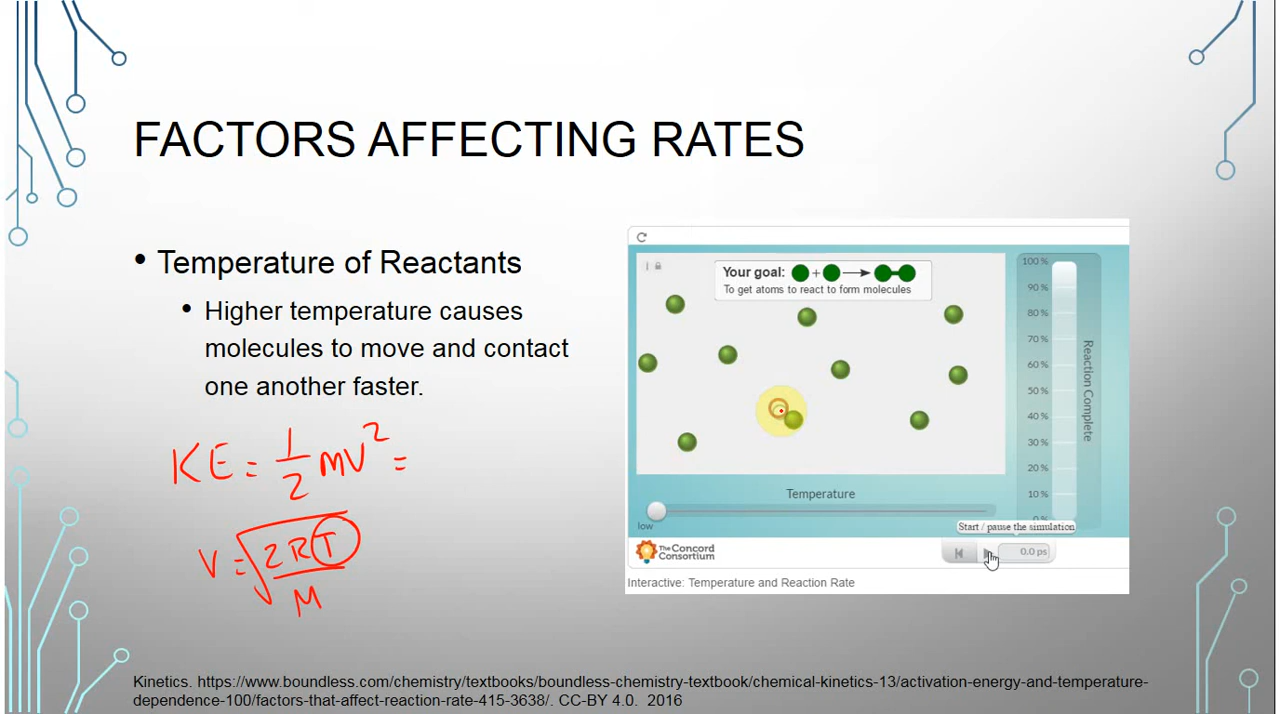 FACTORS AFFECTING RATES
• Temperature of Reactants
• Higher temperature causes
molecules to move and contact
one another faster.
KE = 1/2 mv² =
v = √(2RT/M)
Your goal: + →
To get atoms to react to form molecules
100 %
90 %
80 %
70 %
60 %
50 %
40 %
30 %
20 %
10 %
0 %
Reaction Complete
Temperature
low
Start / pause the simulation
The Concord
Consortium
0.0 ps
Interactive: Temperature and Reaction Rate
Kinetics. https://www.boundless.com/chemistry/textbooks/boundless-chemistry-textbook/chemical-kinetics-13/activation-energy-and-temperature-
dependence-100/factors-that-affect-reaction-rate-415-3638/. CC-BY 4.0. 2016